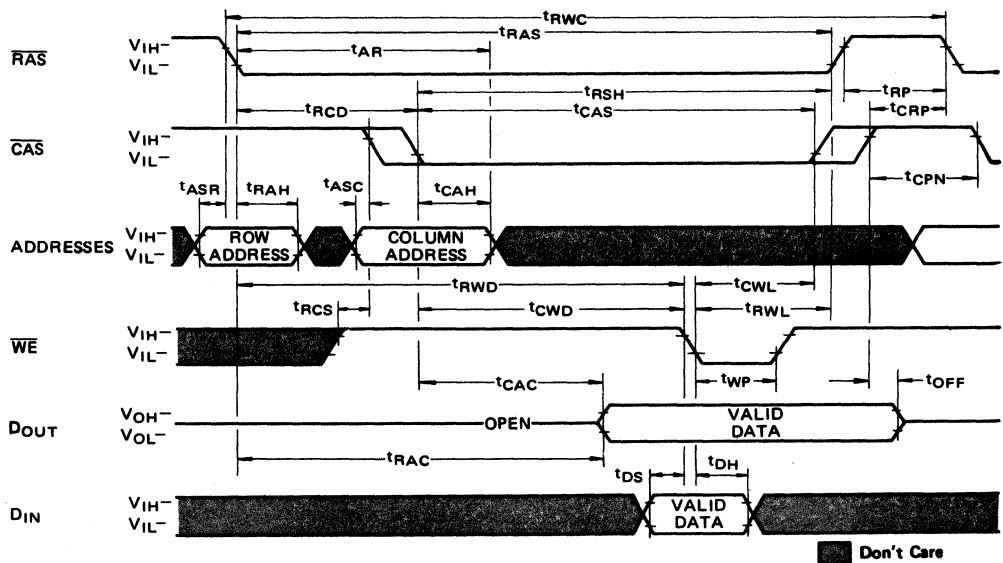 tRWC
tRAS
tAR
RAS VIH–
VIL–
tRSH
tRP
tRCD
tCAS
tCRP
CAS VIH–
VIL–
tCPN
tASR tRAH tASC tCAH
ADDRESSES VIH–
VIL–
ROW ADDRESS
COLUMN ADDRESS
tRWD
tCWL
tRCS
tCWD
tRWL
WE VIH–
VIL–
tCAC
tWP
tOFF
DOUT VOH–
VOL–
OPEN
VALID DATA
tRAC
tDS
tDH
DIN VIH–
VIL–
VALID DATA
Don't Care